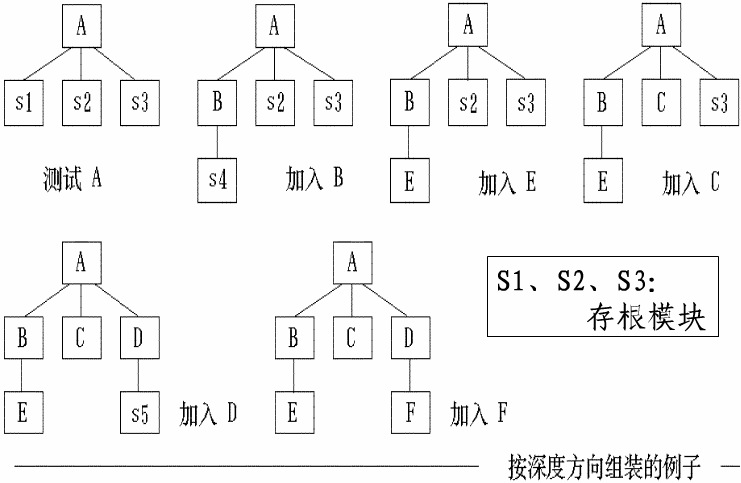 A A A A
s1 s2 s3 B s2 s3 B s2 s3 B C s3
测试 A s4 加入 B E 加入 E E 加入 C
A A
B C D B C D
E s5 加入 D E F 加入 F
S1、S2、S3:
存根模块
按深度方向组装的例子